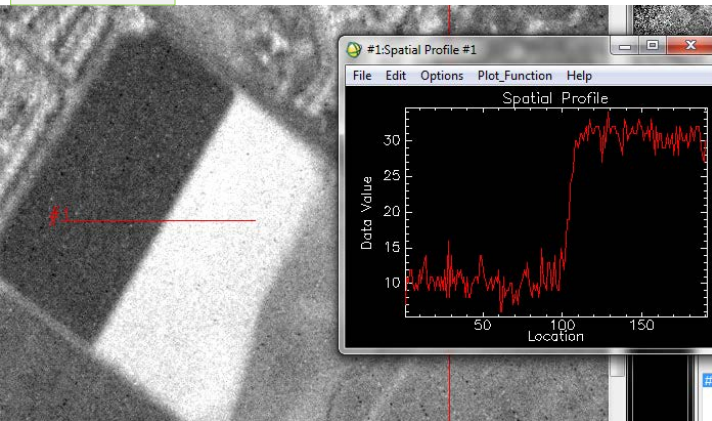 #1:Spatial Profile #1
File Edit Options Plot_Function Help
Spatial Profile
Data Value
30
25
20
15
10
50 100 150
Location
#1
#